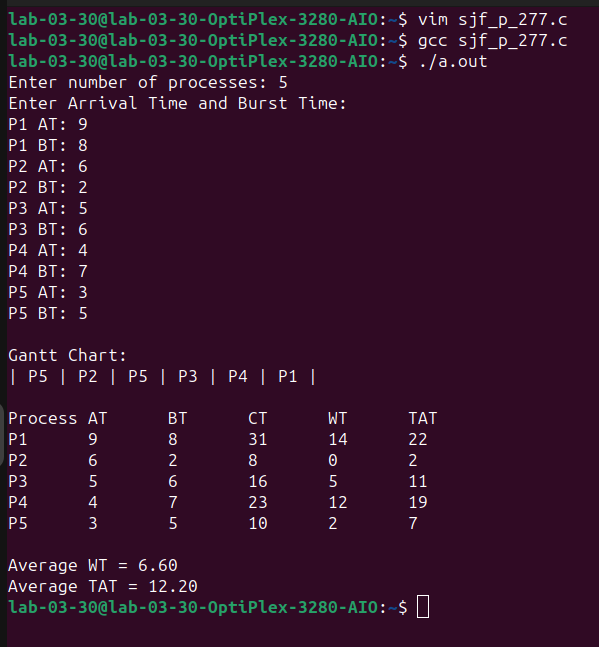 lab-03-30@lab-03-30-OptiPlex-3280-AIO:~$ vim sjf_p_277.c
lab-03-30@lab-03-30-OptiPlex-3280-AIO:~$ gcc sjf_p_277.c
lab-03-30@lab-03-30-OptiPlex-3280-AIO:~$ ./a.out
Enter number of processes: 5
Enter Arrival Time and Burst Time:
P1 AT: 9
P1 BT: 8
P2 AT: 6
P2 BT: 2
P3 AT: 5
P3 BT: 6
P4 AT: 4
P4 BT: 7
P5 AT: 3
P5 BT: 5

Gantt Chart:
| P5 | P2 | P5 | P3 | P4 | P1 |

Process AT      BT      CT      WT      TAT
P1      9       8       31      14      22
P2      6       2       8       0       2
P3      5       6       16      5       11
P4      4       7       23      12      19
P5      3       5       10      2       7

Average WT = 6.60
Average TAT = 12.20
lab-03-30@lab-03-30-OptiPlex-3280-AIO:~$